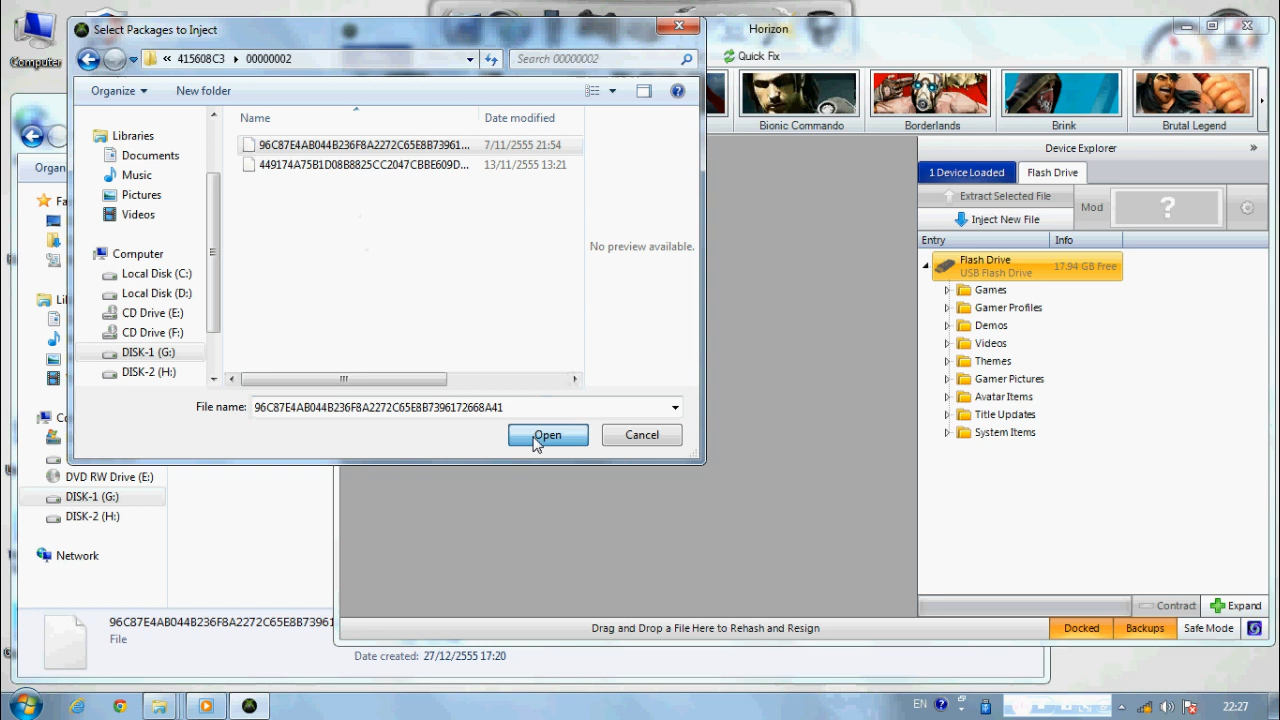 Computer
Select Packages to Inject
« 415608C3 00000002
Search 00000002
Organize
New folder
Name
Date modified
Libraries
Documents
Music
Pictures
Videos
Computer
Local Disk (C:)
Local Disk (D:)
CD Drive (E:)
CD Drive (F:)
DISK-1 (G:)
DISK-2 (H:)
96C87E4AB044B236F8A2272C65E8B73961...
7/11/2555 21:54
449174A75B1D08B8825CC2047CBBE609D...
13/11/2555 13:21
No preview available.
File name:
96C87E4AB044B236F8A2272C65E8B7396172668A41
Open
Cancel
Horizon
Quick Fix
Bionic Commando
Borderlands
Brink
Brutal Legend
Device Explorer
»
1 Device Loaded
Flash Drive
Extract Selected File
Inject New File
Mod
?
Entry
Info
Flash Drive
USB Flash Drive
17.94 GB Free
Games
Gamer Profiles
Demos
Videos
Themes
Gamer Pictures
Avatar Items
Title Updates
System Items
Contract
Expand
Drag and Drop a File Here to Rehash and Resign
Docked
Backups
Safe Mode
Organ
Fa
Li
Co
DVD RW Drive (E:)
DISK-1 (G:)
DISK-2 (H:)
Network
96C87E4AB044B236F8A2272C65E8B73961
File
Date created: 27/12/2555 17:20
EN
22:27